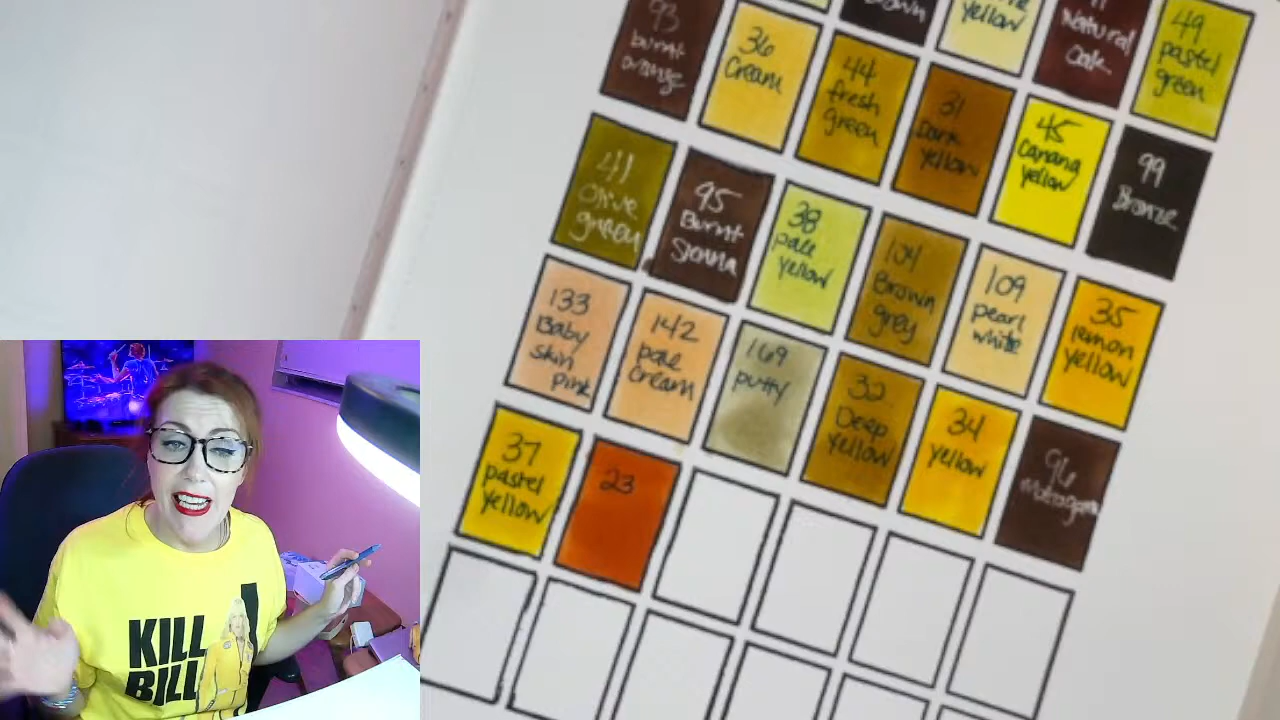 93
burnt
orange
36
Cream
44
fresh
green
31
Dark
yellow
yellow
45
Canana
yellow
Natural
Oak
99
Bronze
49
pastel
green
41
Olive
green
95
Burnt
Sienna
38
pale
yellow
104
Brown
grey
109
pearl
white
35
lemon
yellow
133
Baby
skin
pink
142
pale
Cream
169
putty
32
Deep
yellow
34
yellow
96
37
pastel
yellow
23
KILL
BILL